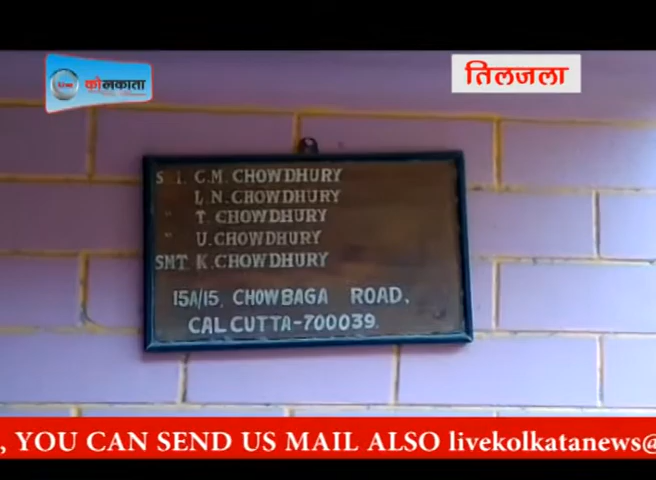 Live कोलकाता
तिलजला
C.M. CHOWDHURY
L.N. CHOWDHURY
" T. CHOWDHURY
" U. CHOWDHURY
SMT. K. CHOWDHURY
15A/15, CHOWBAGA ROAD,
CALCUTTA-700039.
, YOU CAN SEND US MAIL ALSO livekolkatanews@